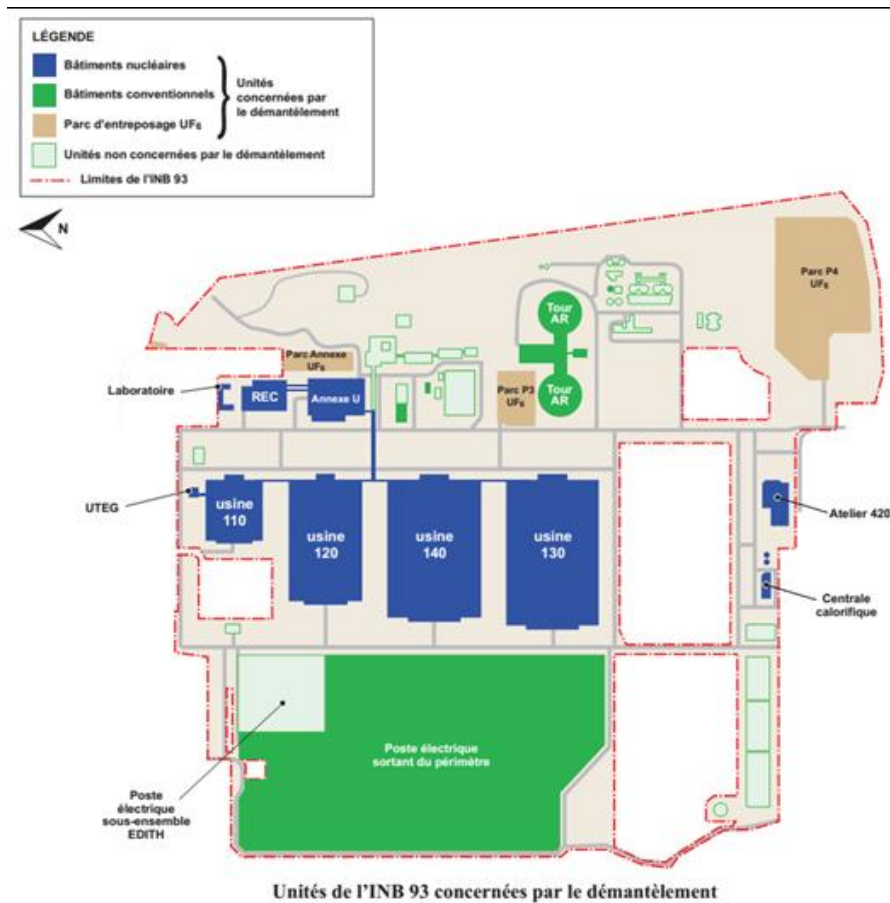 LÉGENDE
Bâtiments nucléaires
Bâtiments conventionnels
Parc d'entreposage UF6
Unités
concernées par
le démantèlement
Unités non concernées par le démantèlement
Limites de l'INB 93
N
Parc P4
UF6
Tour
AR
Parc Annexe
UF6
Laboratoire
REC
Annexe U
Parc P3
UF6
Tour
AR
UTEG
usine
110
usine
120
usine
140
usine
130
Atelier 420
Centrale
calorifique
Poste électrique
sortant du périmètre
Poste
électrique
sous-ensemble
EDITH
Unités de l'INB 93 concernées par le démantèlement